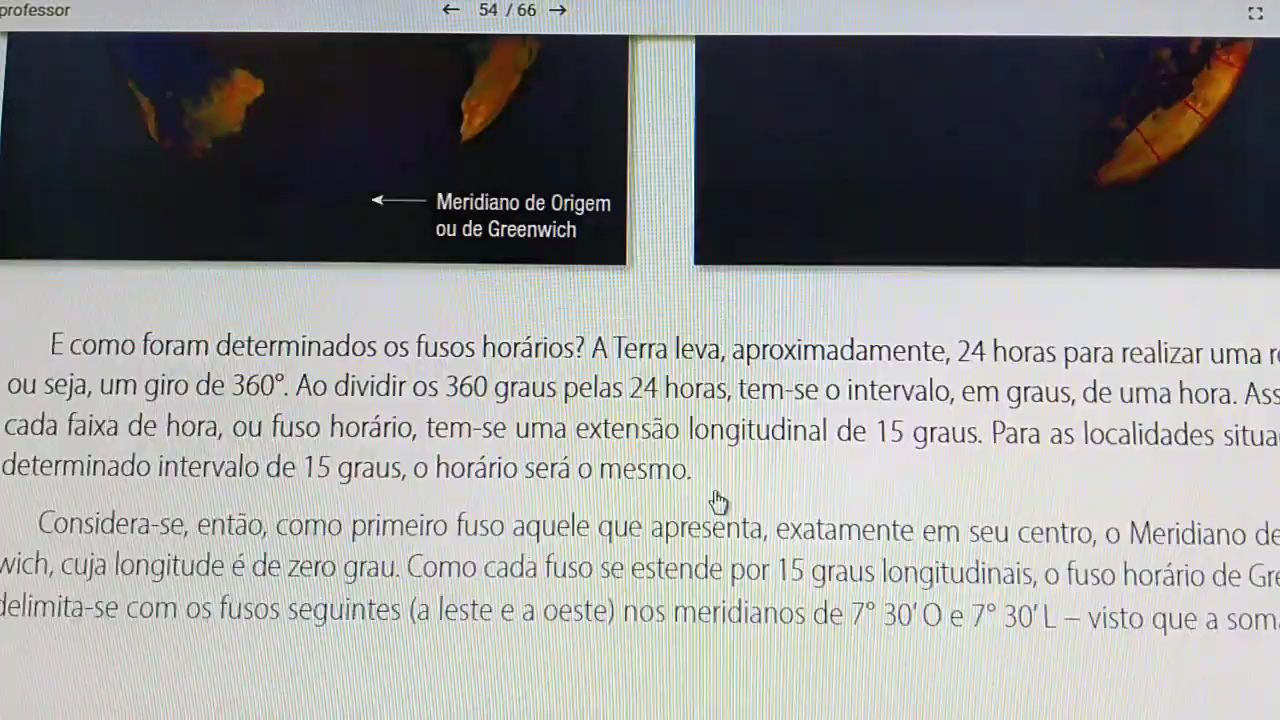 professor
← 54 / 66 →
Meridiano de Origem
ou de Greenwich
E como foram determinados os fusos horários? A Terra leva, aproximadamente, 24 horas para realizar uma
ou seja, um giro de 360°. Ao dividir os 360 graus pelas 24 horas, tem-se o intervalo, em graus, de uma hora. Ass
cada faixa de hora, ou fuso horário, tem-se uma extensão longitudinal de 15 graus. Para as localidades situa
determinado intervalo de 15 graus, o horário será o mesmo.
Considera-se, então, como primeiro fuso aquele que apresenta, exatamente em seu centro, o Meridiano de
wich, cuja longitude é de zero grau. Como cada fuso se estende por 15 graus longitudinais, o fuso horário de Gre
delimita-se com os fusos seguintes (a leste e a oeste) nos meridianos de 7° 30' O e 7° 30' L – visto que a som